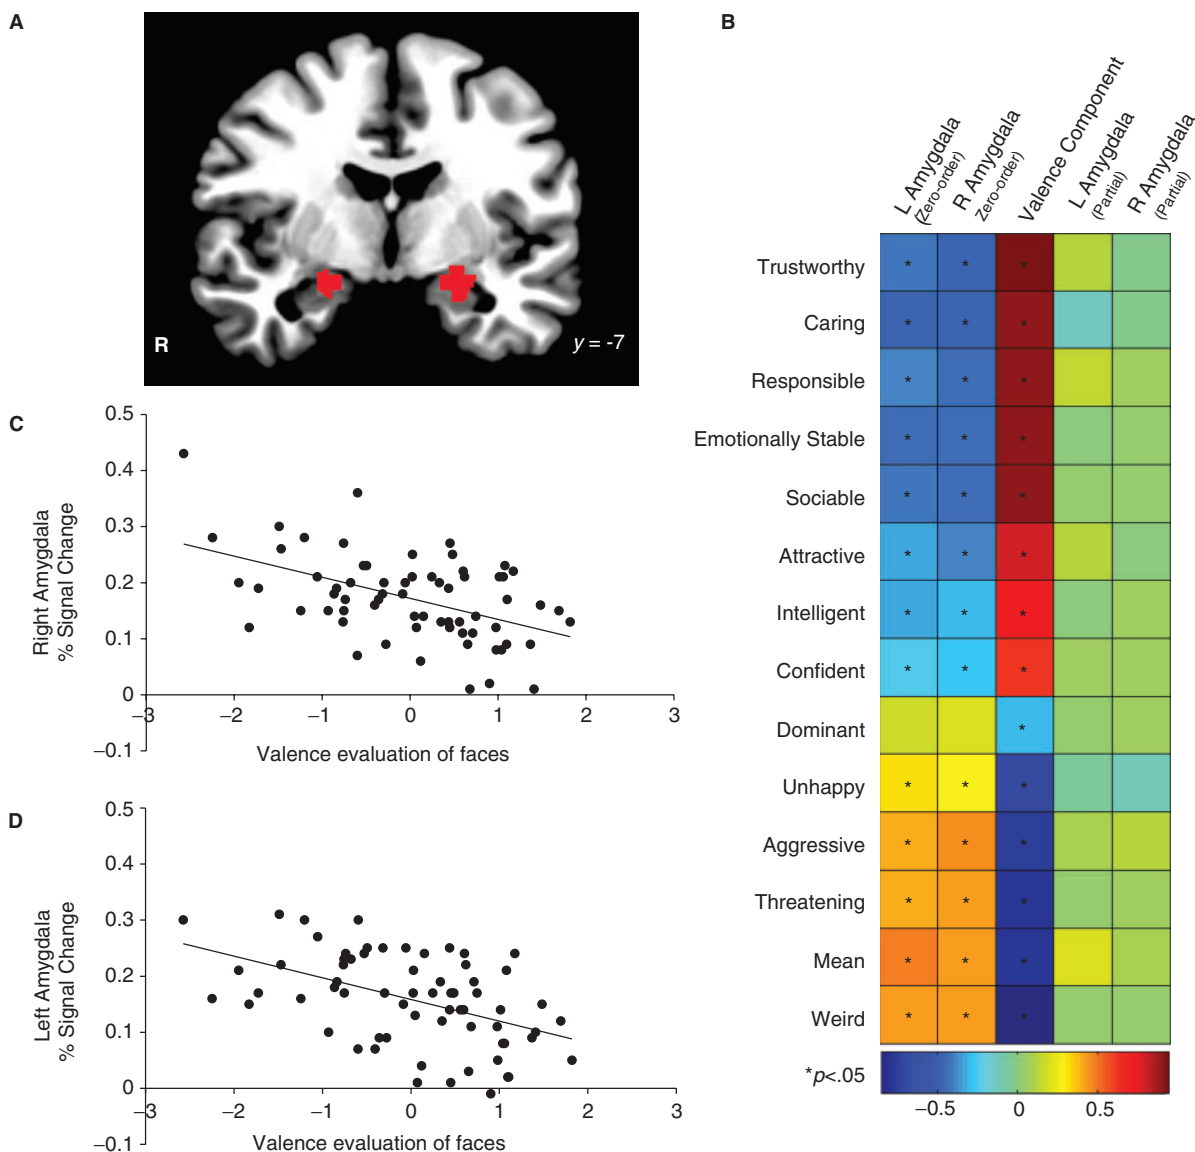 A
R
y = -7
B
L Amygdala
(Zero-order)
R Amygdala
Zero-order)
Valence Component
L Amygdala
(Partial)
R Amygdala
(Partial)
Trustworthy * * *
Caring * * *
Responsible * * *
Emotionally Stable * * *
Sociable * * *
Attractive * * *
Intelligent * * *
Confident * * *
Dominant *
Unhappy * * *
Aggressive * * *
Threatening * * *
Mean * * *
Weird * * *
*p<.05
−0.5 0 0.5
C
Right Amygdala
% Signal Change
0.5
0.4
0.3
0.2
0.1
0
−0.1
−3 −2 −1 0 1 2 3
Valence evaluation of faces
D
Left Amygdala
% Signal Change
0.5
0.4
0.3
0.2
0.1
0
−0.1
−3 −2 −1 0 1 2 3
Valence evaluation of faces